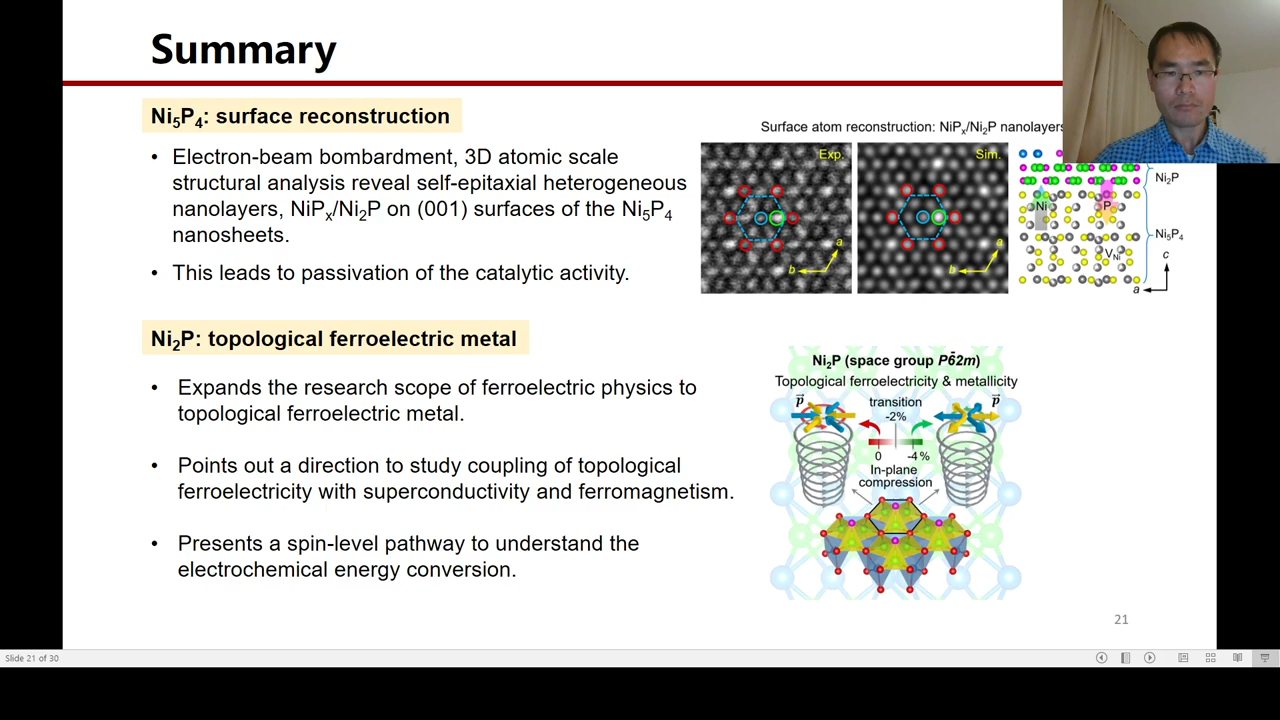 Summary
Ni5P4: surface reconstruction
• Electron-beam bombardment, 3D atomic scale
structural analysis reveal self-epitaxial heterogeneous
nanolayers, NiPx/Ni2P on (001) surfaces of the Ni5P4
nanosheets.
• This leads to passivation of the catalytic activity.
Surface atom reconstruction: NiPx/Ni2P nanolayers
Exp.
a
b
Sim.
a
b
Ni
P
VNi
Ni2P
Ni5P4
c
a
Ni2P: topological ferroelectric metal
• Expands the research scope of ferroelectric physics to
topological ferroelectric metal.
• Points out a direction to study coupling of topological
ferroelectricity with superconductivity and ferromagnetism.
• Presents a spin-level pathway to understand the
electrochemical energy conversion.
Ni2P (space group P6̄2m)
Topological ferroelectricity & metallicity
p⃗
transition
-2%
p⃗
0
-4 %
In-plane
compression
21
Slide 21 of 30